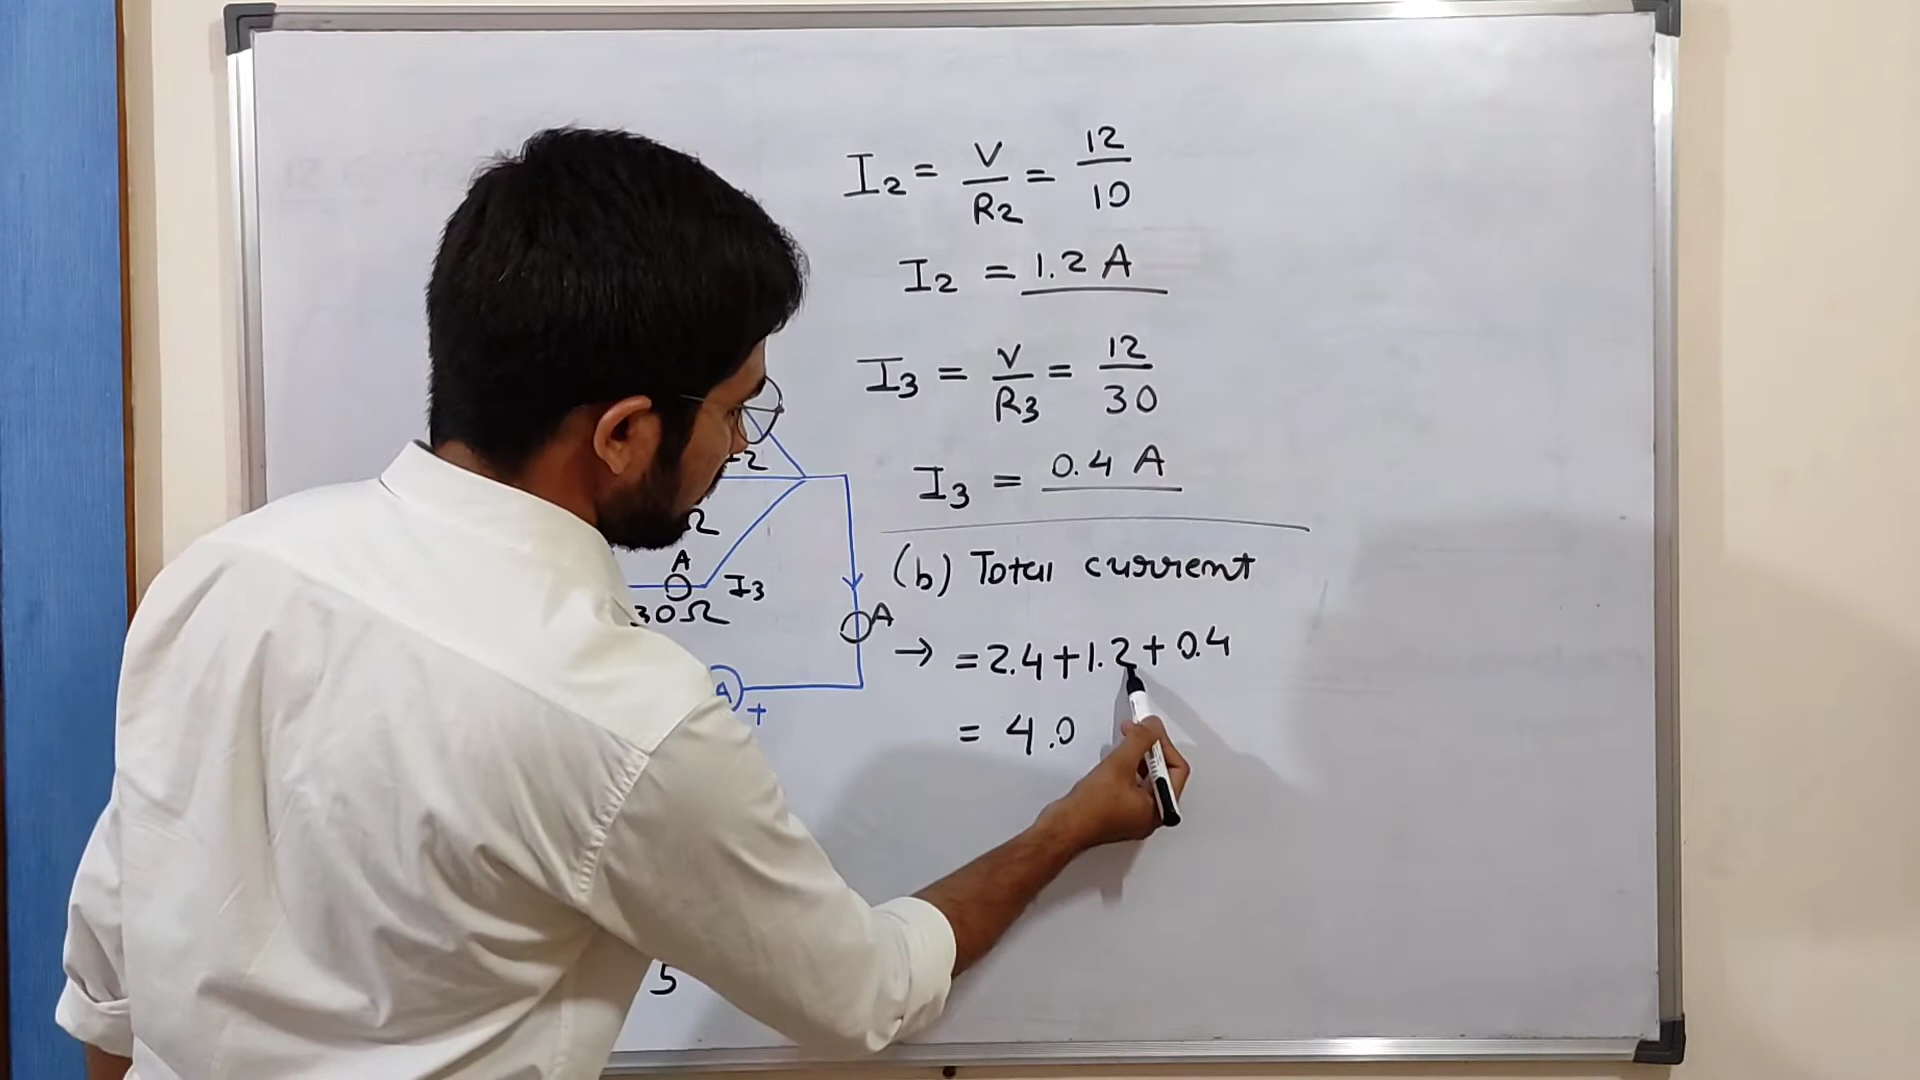 I2 = V/R2 = 12/10
I2 = 1.2 A
I3 = V/R3 = 12/30
I3 = 0.4 A
(b) Total current
→ = 2.4 + 1.2 + 0.4
= 4.0
2
Ω
A
I3
30Ω
A
A
+
5